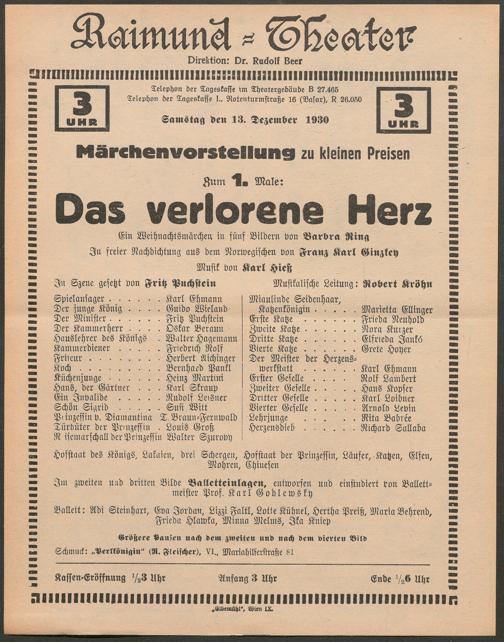 Raimund=Theater
Direktion: Dr. Rudolf Beer
3 UHR
Telephon der Tageskasse im Theatergebäude B 27.465
Telephon der Tageskasse I., Rotenturmstraße 16 (Basar), R 26.050
3 UHR
Samstag den 13. Dezember 1930
Märchenvorstellung zu kleinen Preisen
Zum 1. Male:
Das verlorene Herz
Ein Weihnachtsmärchen in fünf Bildern von Barbra Ring
In freier Nachdichtung aus dem Norwegischen von Franz Karl Ginzkey
Musik von Karl Hieß
In Szene gesetzt von Fritz Puchstein
Musikalische Leitung: Robert Kröhn
Spielansager . . . . . . Karl Ehmann
Der junge König . . . . Guido Wieland
Der Minister . . . . . . Fritz Puchstein
Der Kammerherr . . . . Oskar Beraun
Hauslehrer des Königs Walter Hagemann
Kammerdiener . . . . . Friedrich Rolf
Friseur . . . . . . . . Herbert Aichinger
Koch . . . . . . . . . Bernhard Pankl
Küchenjunge . . . . . . Heinz Martini
Hans, der Gärtner . . . Karl Skraup
Ein Invalide . . . . . Rudolf Leisner
Schön Sigrid . . . . . Susi Witt
Prinzessin v. Diamantina T. Braun-Fernwald
Türhüter der Prinzessin Louis Groß
Reisemarschall der Prinzessin Walter Szurovy
Miaulinde Seidenhaar,
Katzenkönigin . . . . . Marietta Ellinger
Erste Katze . . . . . . Frieda Neuhold
Zweite Katze . . . . . Nora Kurzer
Dritte Katze . . . . . Elfrieda Jankó
Vierte Katze . . . . . Grete Hoyer
Der Meister der Herzens-
werkstatt . . . . . . Karl Ehmann
Erster Geselle . . . . Rolf Lambert
Zweiter Geselle . . . . Hans Kopfer
Dritter Geselle . . . . Karl Loibner
Vierter Geselle . . . . Arnold Levin
Lehrjunge . . . . . . . Rita Babrée
Herzensdieb . . . . . . Richard Sallaba
Hofstaat des Königs, Lakaien, drei Schergen, Hofstaat der Prinzessin, Läufer, Katzen, Elfen,
Mohren, Chinesen
Im zweiten und dritten Bilde Balletteinlagen, entworfen und einstudiert von Ballett-
meister Prof. Karl Godlewsky
Ballett: Adi Steinhart, Eva Jordan, Lizzi Faltl, Lotte Kühnel, Hertha Preiß, Maria Behrend,
Frieda Hlawka, Minna Melnis, Ika Kniep
Größere Pausen nach dem zweiten und nach dem vierten Bild
Schmuck: „Perlkönigin" (R. Fleischer), VI., Mariahilferstraße 81
Kassen-Eröffnung ½3 Uhr
Anfang 3 Uhr
Ende ½6 Uhr
„Elbemühl", Wien IX.